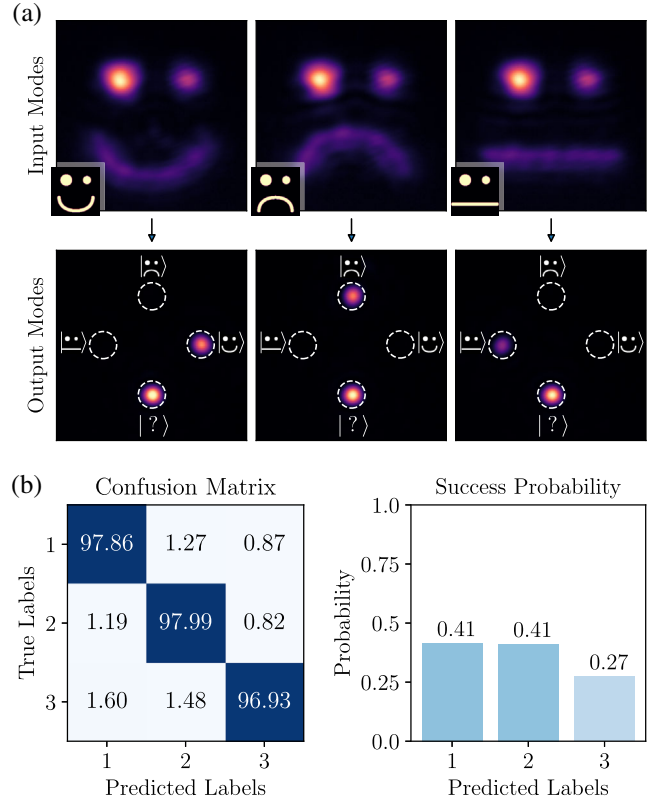 (a)
Input Modes
Output Modes
| ? ⟩
| ? ⟩
| ? ⟩
(b)
Confusion Matrix
True Labels
1
97.86 1.27 0.87
2
1.19 97.99 0.82
3
1.60 1.48 96.93
1 2 3
Predicted Labels
Success Probability
Probability
1.0
0.75
0.5
0.25
0.0
0.41 0.41 0.27
1 2 3
Predicted Labels